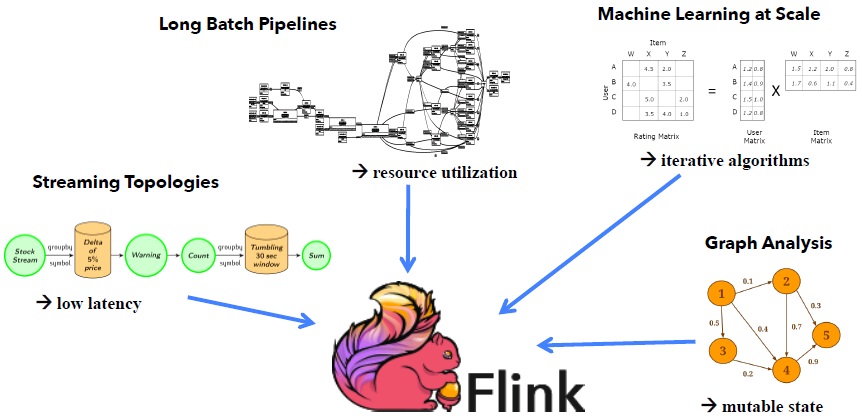 Long Batch Pipelines
→ resource utilization
Machine Learning at Scale
Item
W X Y Z
A 4.5 2.0
B 4.0 3.5
C 5.0 2.0
D 3.5 4.0 1.0
User
Rating Matrix
=
1.2 0.8
1.4 0.9
1.5 1.0
1.2 0.8
User
Matrix
X
W X Y Z
1.5 1.2 1.0 0.8
1.7 0.6 1.1 0.4
Item
Matrix
→ iterative algorithms
Streaming Topologies
Stock
Stream
groupby
symbol
Delta
of
5%
price
Warning
Count
groupby
symbol
Tumbling
30 sec
window
Sum
→ low latency
Graph Analysis
1
2
3
4
5
0.1
0.3
0.5
0.4
0.7
0.9
0.2
→ mutable state
Flink